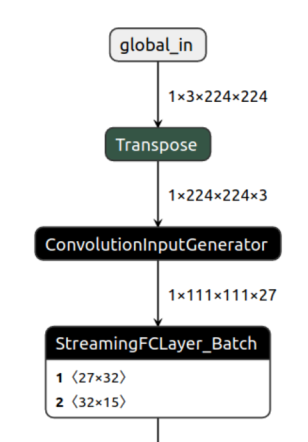 global_in
1×3×224×224
Transpose
1×224×224×3
ConvolutionInputGenerator
1×111×111×27
StreamingFCLayer_Batch
1 〈27×32〉
2 〈32×15〉